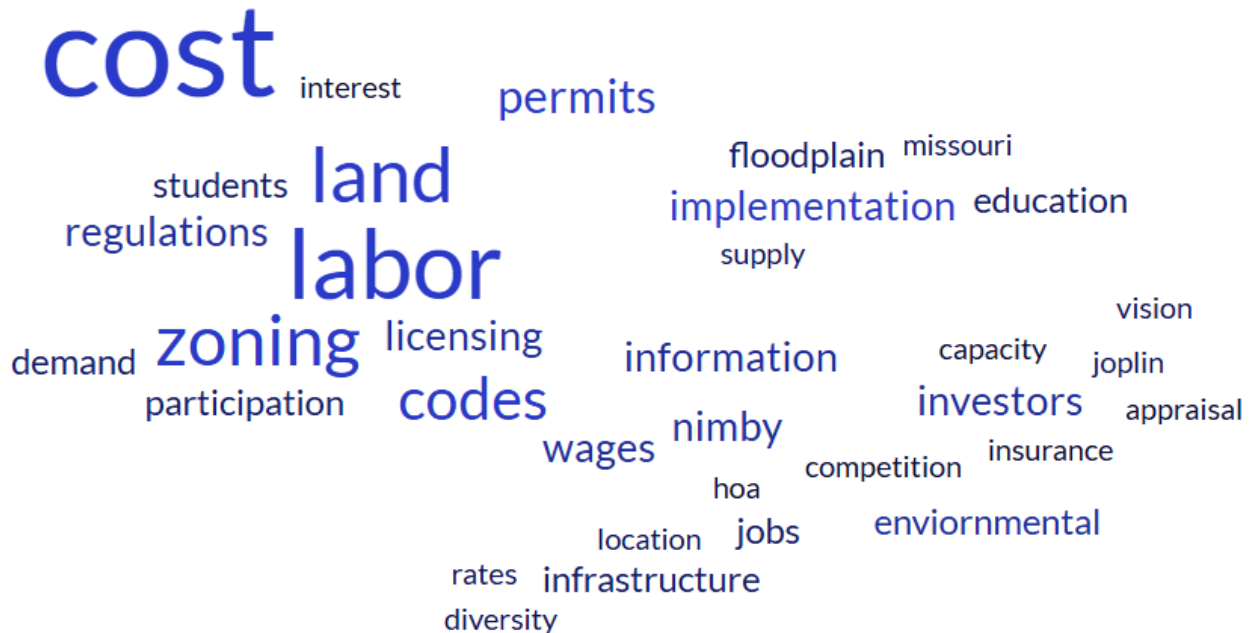 cost
interest
permits
land
floodplain
missouri
students
implementation
education
regulations
labor
supply
zoning
licensing
demand
information
vision
capacity
joplin
participation
codes
investors
appraisal
nimby
wages
insurance
competition
hoa
jobs
enviornmental
location
rates
infrastructure
diversity